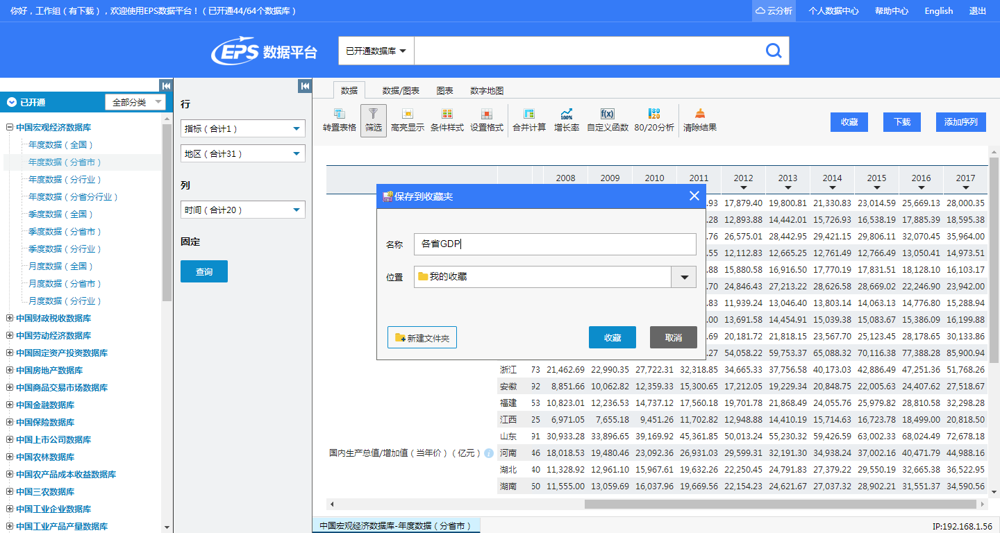 你好，工作组（有下载），欢迎使用EPS数据平台！（已开通44/64个数据库） 云分析 个人数据中心 帮助中心 English 退出
EPS 数据平台 已开通数据库
已开通 全部分类
中国宏观经济数据库
年度数据（全国）
年度数据（分省市）
年度数据（分行业）
年度数据（分省分行业）
季度数据（全国）
季度数据（分省市）
季度数据（分行业）
月度数据（全国）
月度数据（分省市）
月度数据（分行业）
中国财政税收数据库
中国劳动经济数据库
中国固定资产投资数据库
中国房地产数据库
中国商品交易市场数据库
中国金融数据库
中国保险数据库
中国上市公司数据库
中国农林数据库
中国农产品成本收益数据库
中国三农数据库
中国工业企业数据库
中国工业产品产量数据库
行
指标（合计1）
地区（合计31）
列
时间（合计20）
固定
查询
数据 数据/图表 图表 数字地图
转置表格 筛选 高亮显示 条件样式 设置格式 合并计算 100% 增长率 f(x) 自定义函数 80 20 80/20分析 清除结果 收藏 下载 添加序列
2008 2009 2010 2011 2012 2013 2014 2015 2016 2017
.93 17,879.40 19,800.81 21,330.83 23,014.59 25,669.13 28,000.35
.28 12,893.88 14,442.01 15,726.93 16,538.19 17,885.39 18,595.38
.76 26,575.01 28,442.95 29,421.15 29,806.11 32,070.45 35,964.00
.55 12,112.83 12,665.25 12,761.49 12,766.49 13,050.41 14,973.51
.88 15,880.58 16,916.50 17,770.19 17,831.51 18,128.10 16,103.17
.70 24,846.43 27,213.22 28,626.58 28,669.02 22,246.90 23,942.00
.83 11,939.24 13,046.40 13,803.14 14,063.13 14,776.80 15,288.94
.00 13,691.58 14,454.91 15,039.38 15,083.67 15,386.09 16,199.88
.69 20,181.72 21,818.15 23,567.70 25,123.45 28,178.65 30,133.86
.27 54,058.22 59,753.37 65,088.32 70,116.38 77,388.28 85,900.94
浙江 73 21,462.69 22,990.35 27,722.31 32,318.85 34,665.33 37,756.58 40,173.03 42,886.49 47,251.36 51,768.26
安徽 92 8,851.66 10,062.82 12,359.33 15,300.65 17,212.05 19,229.34 20,848.75 22,005.63 24,407.62 27,518.67
福建 53 10,823.01 12,236.53 14,737.12 17,560.18 19,701.78 21,868.49 24,055.76 25,979.82 28,810.58 32,298.28
江西 25 6,971.05 7,655.18 9,451.26 11,702.82 12,948.88 14,410.19 15,714.63 16,723.78 18,499.00 20,818.50
山东 91 30,933.28 33,896.65 39,169.92 45,361.85 50,013.24 55,230.32 59,426.59 63,002.33 68,024.49 72,678.18
国内生产总值/增加值（当年价）（亿元） 河南 46 18,018.53 19,480.46 23,092.36 26,931.03 29,599.31 32,191.30 34,938.24 37,002.16 40,471.79 44,988.16
湖北 40 11,328.92 12,961.10 15,967.61 19,632.26 22,250.45 24,791.83 27,379.22 29,550.19 32,665.38 36,522.95
湖南 60 11,555.00 13,059.69 16,037.96 19,669.56 22,154.23 24,621.67 27,037.32 28,902.21 31,551.37 34,590.56
保存到收藏夹
名称 各省GDP
位置 我的收藏
新建文件夹 收藏 取消
中国宏观经济数据库-年度数据（分省市） IP:192.168.1.56